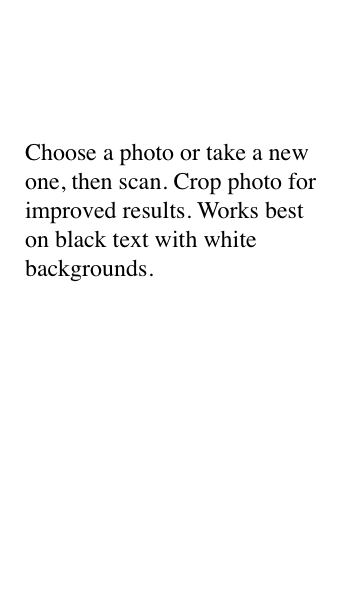 Choose a photo or take a new
one, then scan. Crop photo for
improved results. Works best
on black text with white
backgrounds.